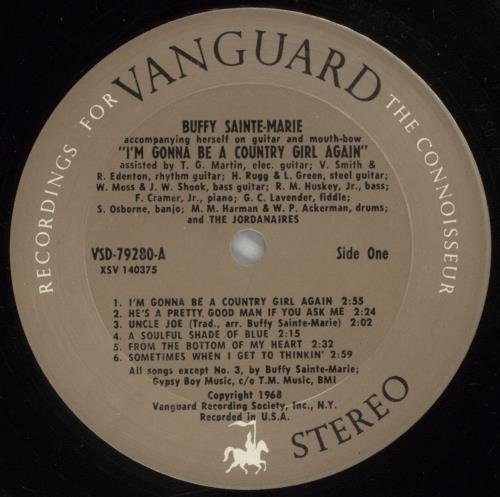 RECORDINGS FOR VANGUARD THE CONNOISSEUR
BUFFY SAINTE-MARIE
accompanying herself on guitar and mouth-bow
"I'M GONNA BE A COUNTRY GIRL AGAIN"
assisted by T. G. Martin, elec. guitar; V. Smith &
R. Edenton, rhythm guitar; H. Rugg & L. Green, steel guitar;
W. Moss & J. W. Shook, bass guitar; R. M. Huskey, Jr., bass;
F. Cramer, Jr., piano; G. C. Lavender, fiddle;
S. Osborne, banjo; M. M. Harman & W. P. Ackerman, drums;
and THE JORDANAIRES
VSD-79280-A Side One
XSV 140375
1. I'M GONNA BE A COUNTRY GIRL AGAIN 2:55
2. HE'S A PRETTY GOOD MAN IF YOU ASK ME 2:24
3. UNCLE JOE (Trad., arr. Buffy Sainte-Marie) 2:02
4. A SOULFUL SHADE OF BLUE 2:15
5. FROM THE BOTTOM OF MY HEART 2:32
6. SOMETIMES WHEN I GET TO THINKIN' 2:59
All songs except No. 3, by Buffy Sainte-Marie;
Gypsy Boy Music, c/o T.M. Music, BMI
Copyright 1968
Vanguard Recording Society, Inc., N.Y.
Recorded in U.S.A.
STEREO